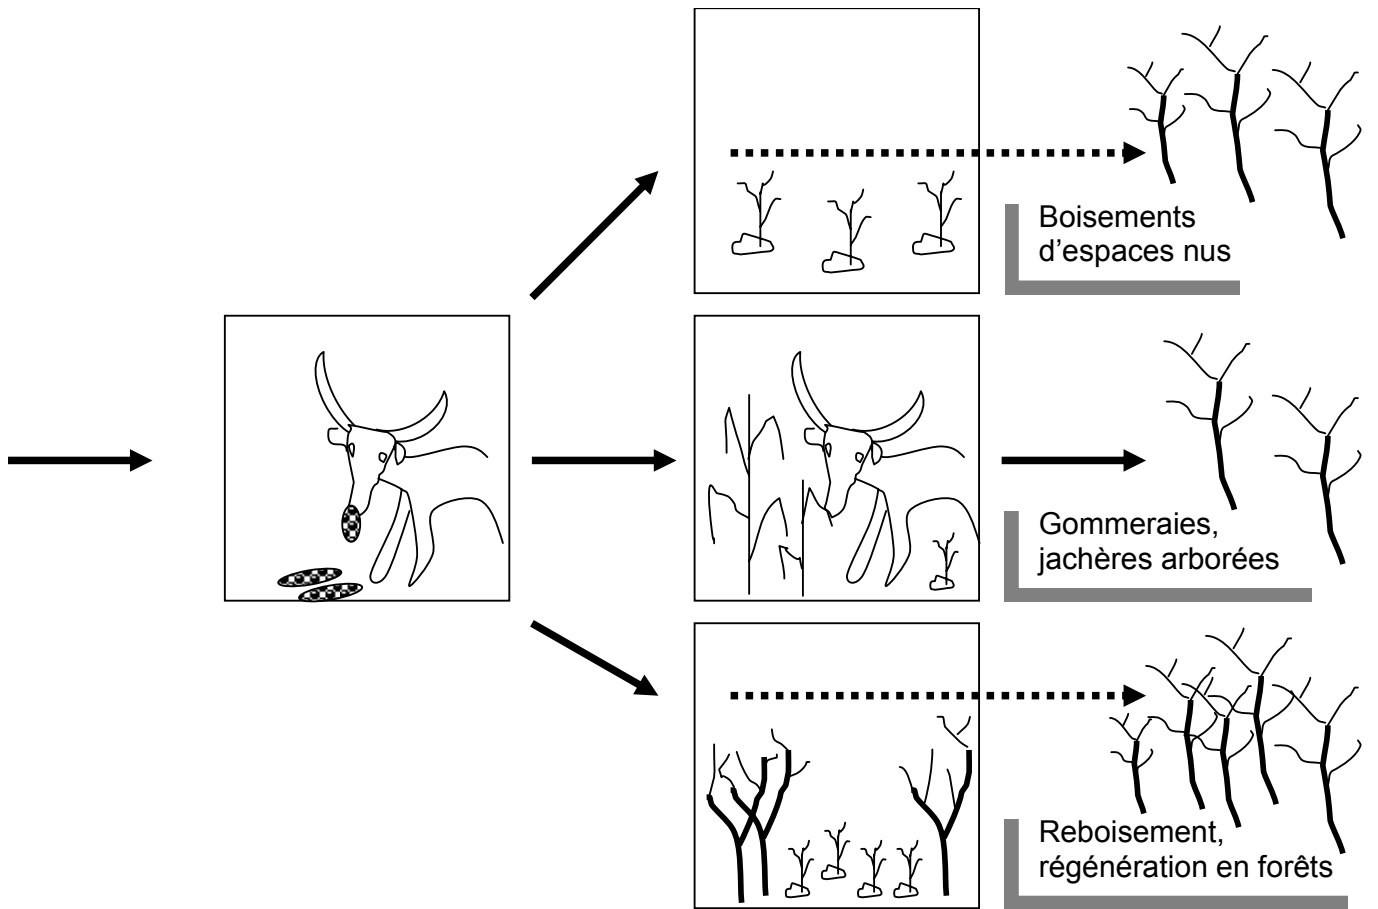 Boisements
d’espaces nus
Gommeraies,
jachères arborées
Reboisement,
régénération en forêts